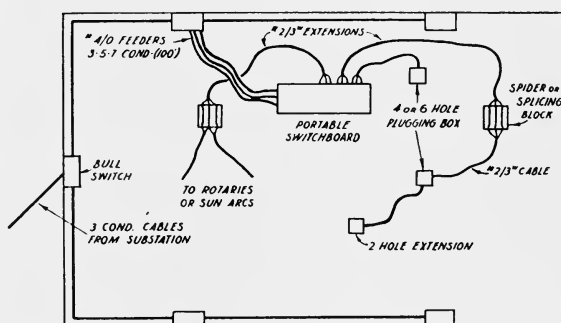 # 4/0 FEEDERS
3-5-7 COND.-(100')
#2/3" EXTENSIONS
PORTABLE
SWITCHBOARD
4 OR 6 HOLE
PLUGGING BOX
SPIDER OR
SPLICING
BLOCK
BULL
SWITCH
TO ROTARIES
OR SUN ARCS
#2/3" CABLE
3 COND. CABLES
FROM SUBSTATION
2 HOLE EXTENSION